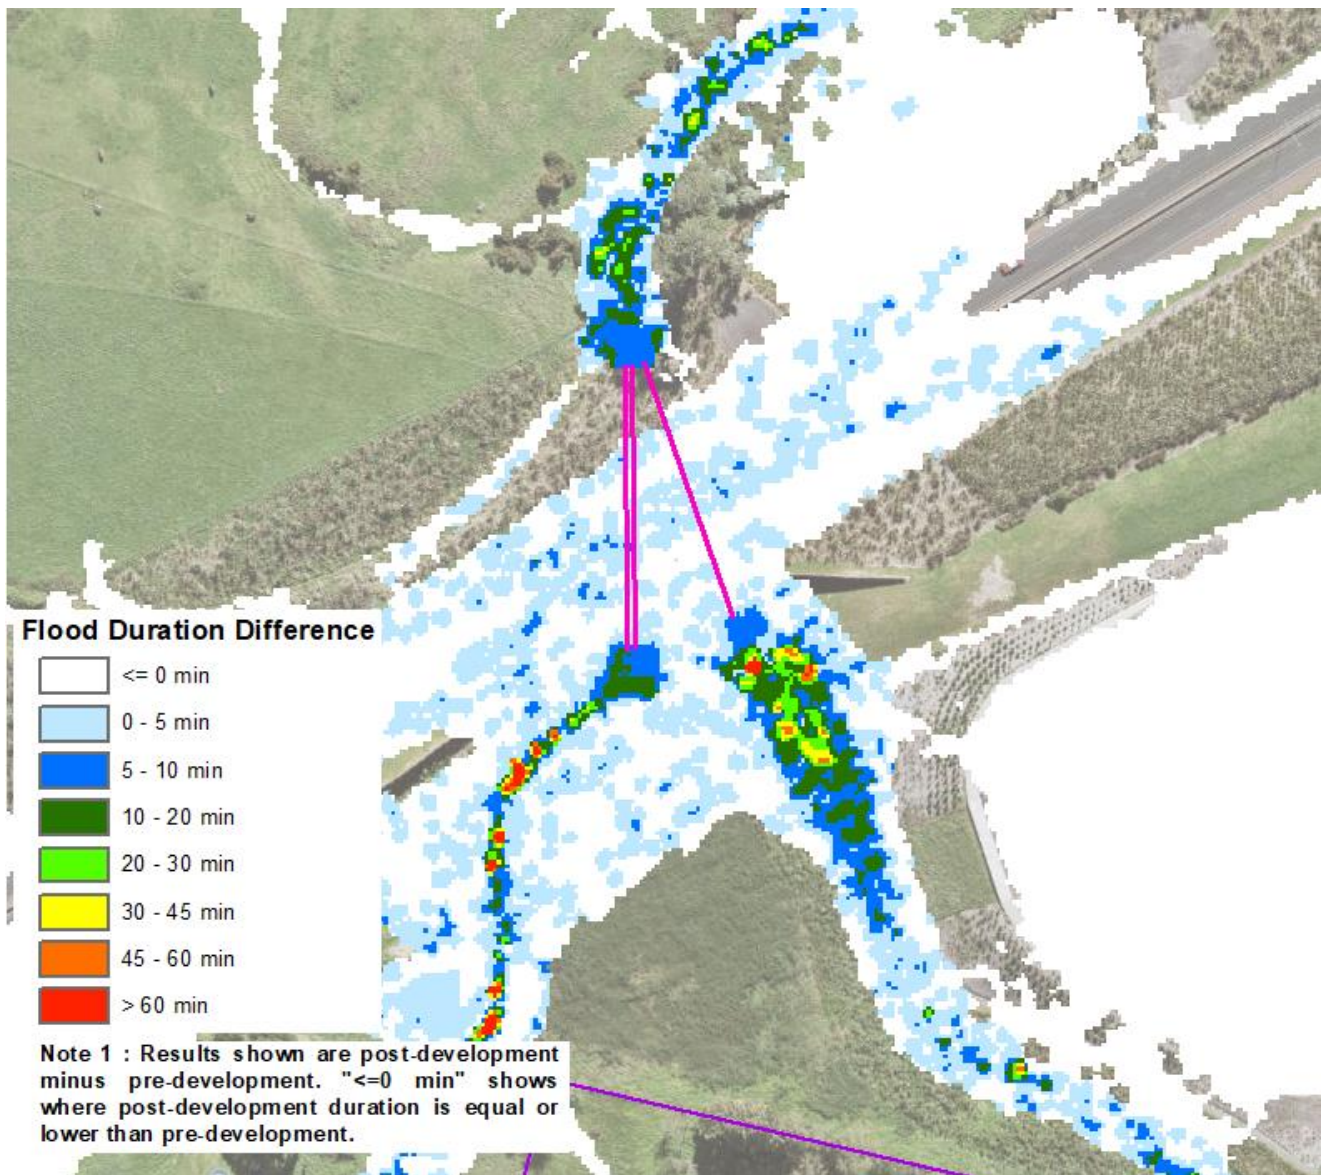 Flood Duration Difference
<= 0 min
0 - 5 min
5 - 10 min
10 - 20 min
20 - 30 min
30 - 45 min
45 - 60 min
> 60 min
Note 1 : Results shown are post-development
minus pre-development. "<=0 min" shows
where post-development duration is equal or
lower than pre-development.